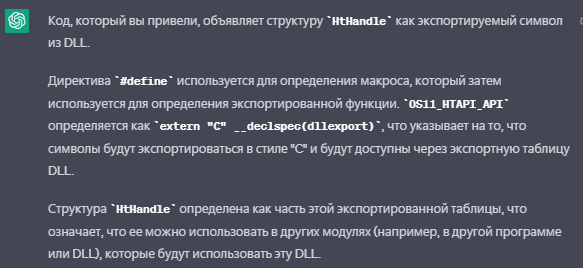 Код, который вы привели, объявляет структуру `HtHandle` как экспортируемый символ
из DLL.
Директива `#define` используется для определения макроса, который затем
используется для определения экспортированной функции. `OS11_HTAPI_API`
определяется как `extern "C" __declspec(dllexport)`, что указывает на то, что
символы будут экспортироваться в стиле "C" и будут доступны через экспортную таблицу
DLL.
Структура `HtHandle` определена как часть этой экспортированной таблицы, что
означает, что ее можно использовать в других модулях (например, в другой программе
или DLL), которые будут использовать эту DLL.